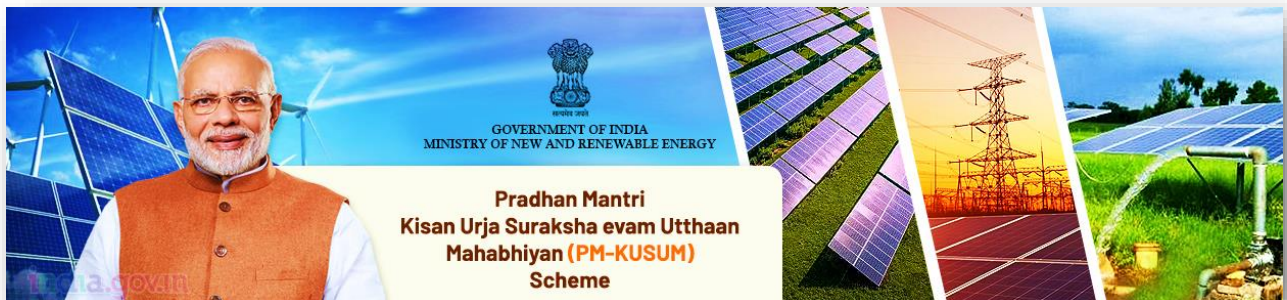 सत्यमेव जयते
GOVERNMENT OF INDIA
MINISTRY OF NEW AND RENEWABLE ENERGY
Pradhan Mantri
Kisan Urja Suraksha evam Utthaan
Mahabhiyan (PM-KUSUM)
Scheme
india.gov.in